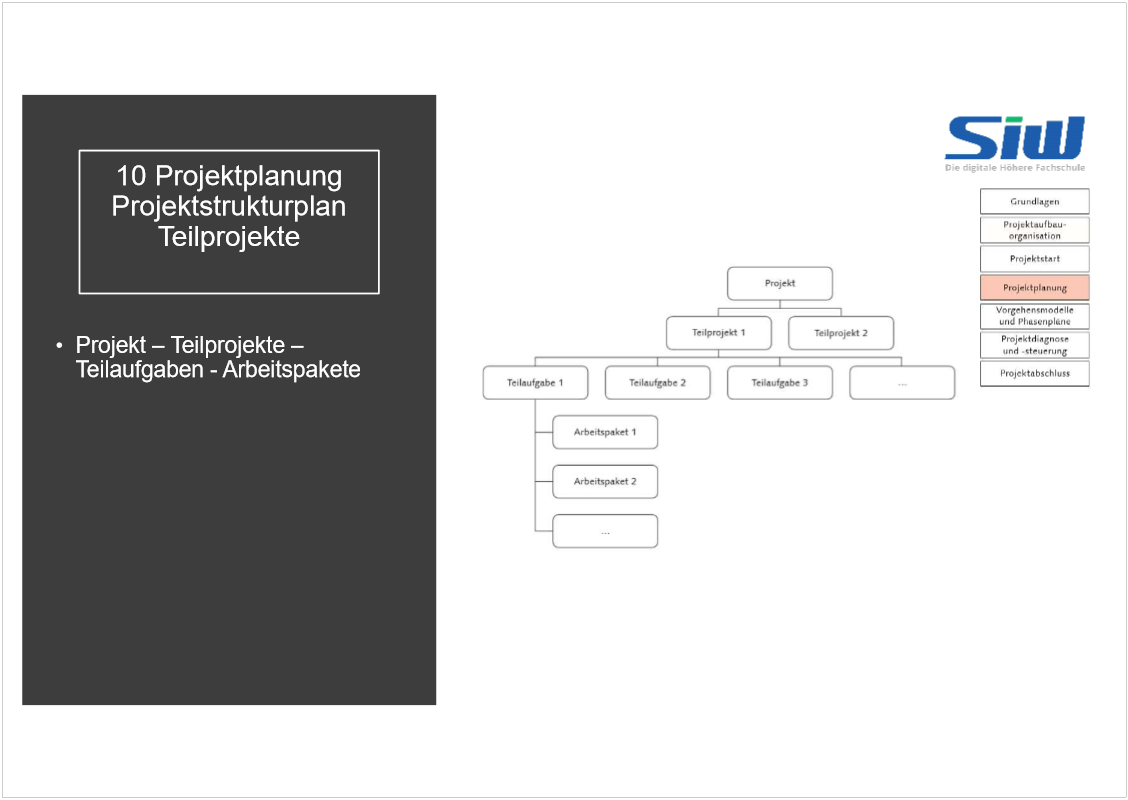 10 Projektplanung
Projektstrukturplan
Teilprojekte
• Projekt – Teilprojekte –
Teilaufgaben - Arbeitspakete
Siw
Die digitale Höhere Fachschule
Grundlagen
Projektaufbau-
organisation
Projektstart
Projektplanung
Vorgehensmodelle
und Phasenpläne
Projektdiagnose
und -steuerung
Projektabschluss
Projekt
Teilprojekt 1
Teilprojekt 2
Teilaufgabe 1
Teilaufgabe 2
Teilaufgabe 3
...
Arbeitspaket 1
Arbeitspaket 2
...